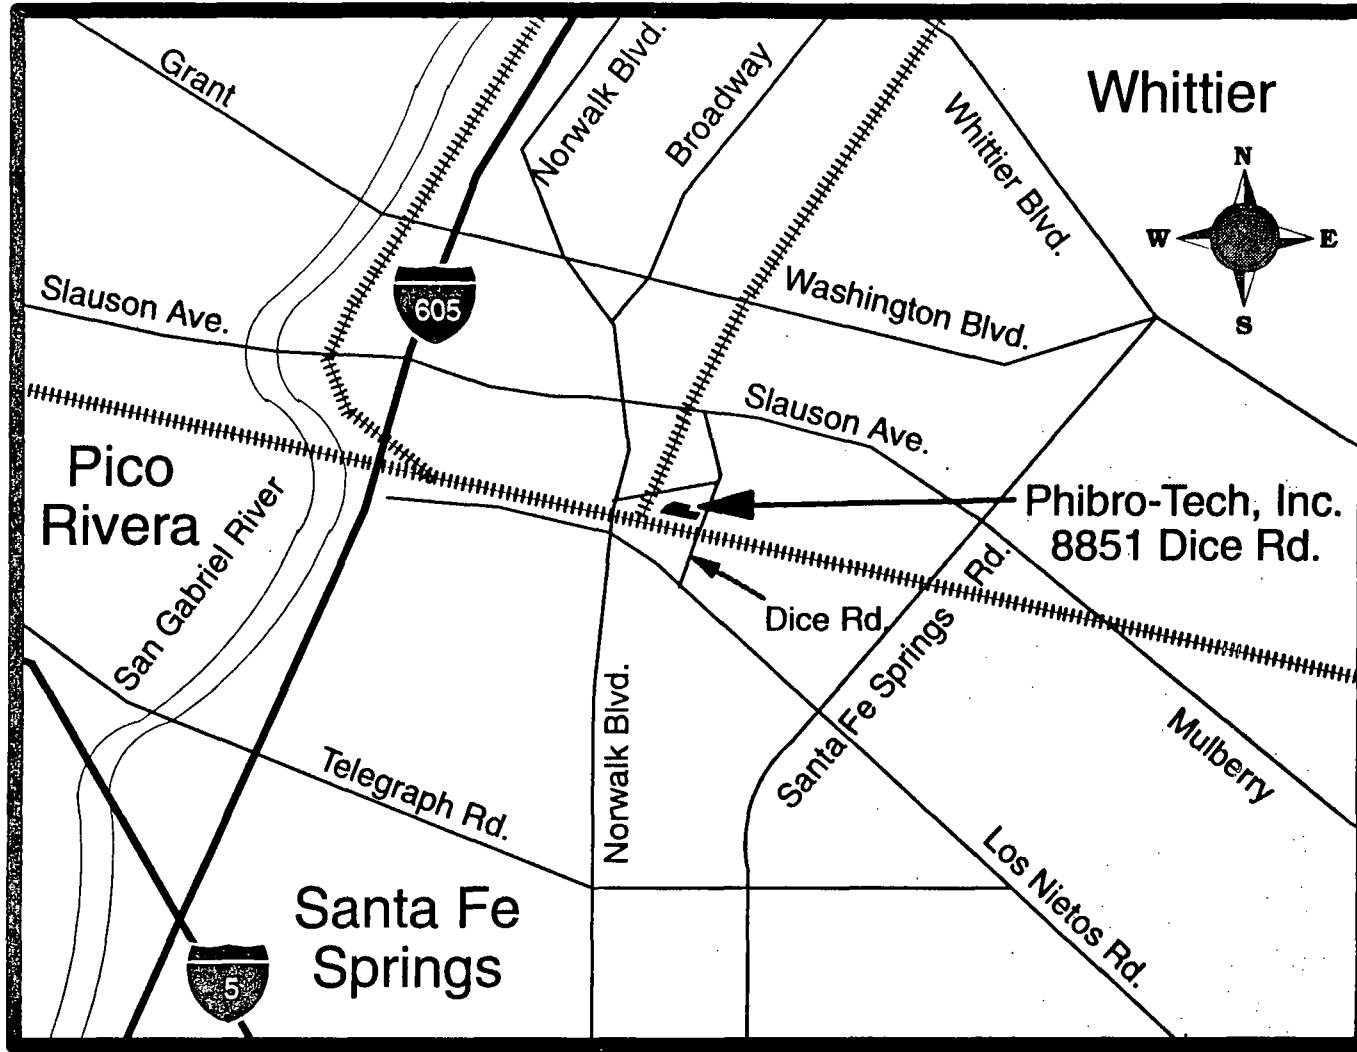 Grant
Norwalk Blvd.
Broadway
Whittier Blvd.
Whittier
N
W
E
S
Slauson Ave.
605
Washington Blvd.
Slauson Ave.
Pico
Rivera
San Gabriel River
Phibro-Tech, Inc.
8851 Dice Rd.
Dice Rd.
Santa Fe Springs Rd.
Norwalk Blvd.
Mulberry
Telegraph Rd.
Los Nietos Rd.
Santa Fe
Springs
5